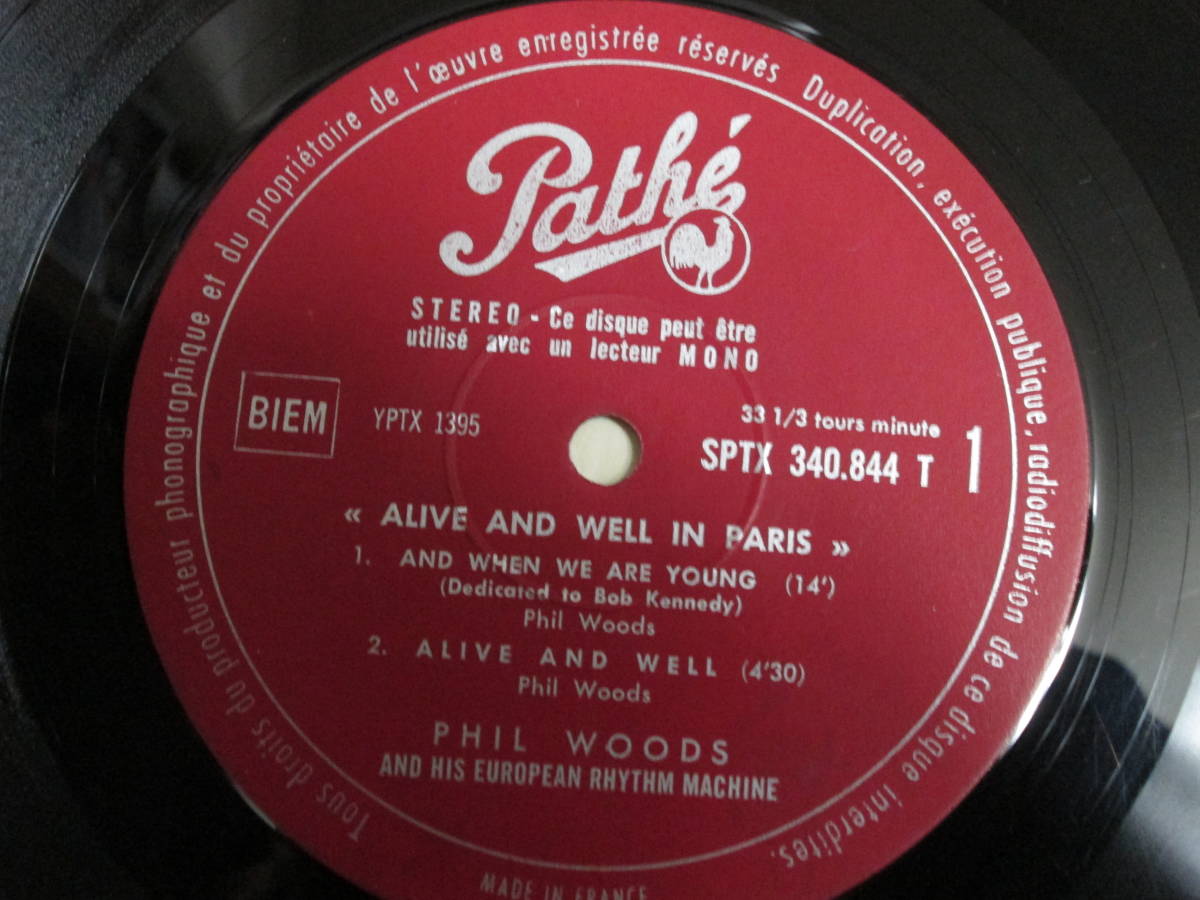 Tous droits du producteur phonographique et du propriétaire de l'œuvre enregistrée réservés Duplication, exécution publique, radiodiffusion de ce disque interdites.
Pathé
STEREO - Ce disque peut être
utilisé avec un lecteur MONO
BIEM
YPTX 1395
33 1/3 tours minute
SPTX 340.844 T
1
« ALIVE AND WELL IN PARIS »
1. AND WHEN WE ARE YOUNG (14')
(Dedicated to Bob Kennedy)
Phil Woods
2. ALIVE AND WELL (4'30)
Phil Woods
PHIL WOODS
AND HIS EUROPEAN RHYTHM MACHINE
MADE IN FRANCE